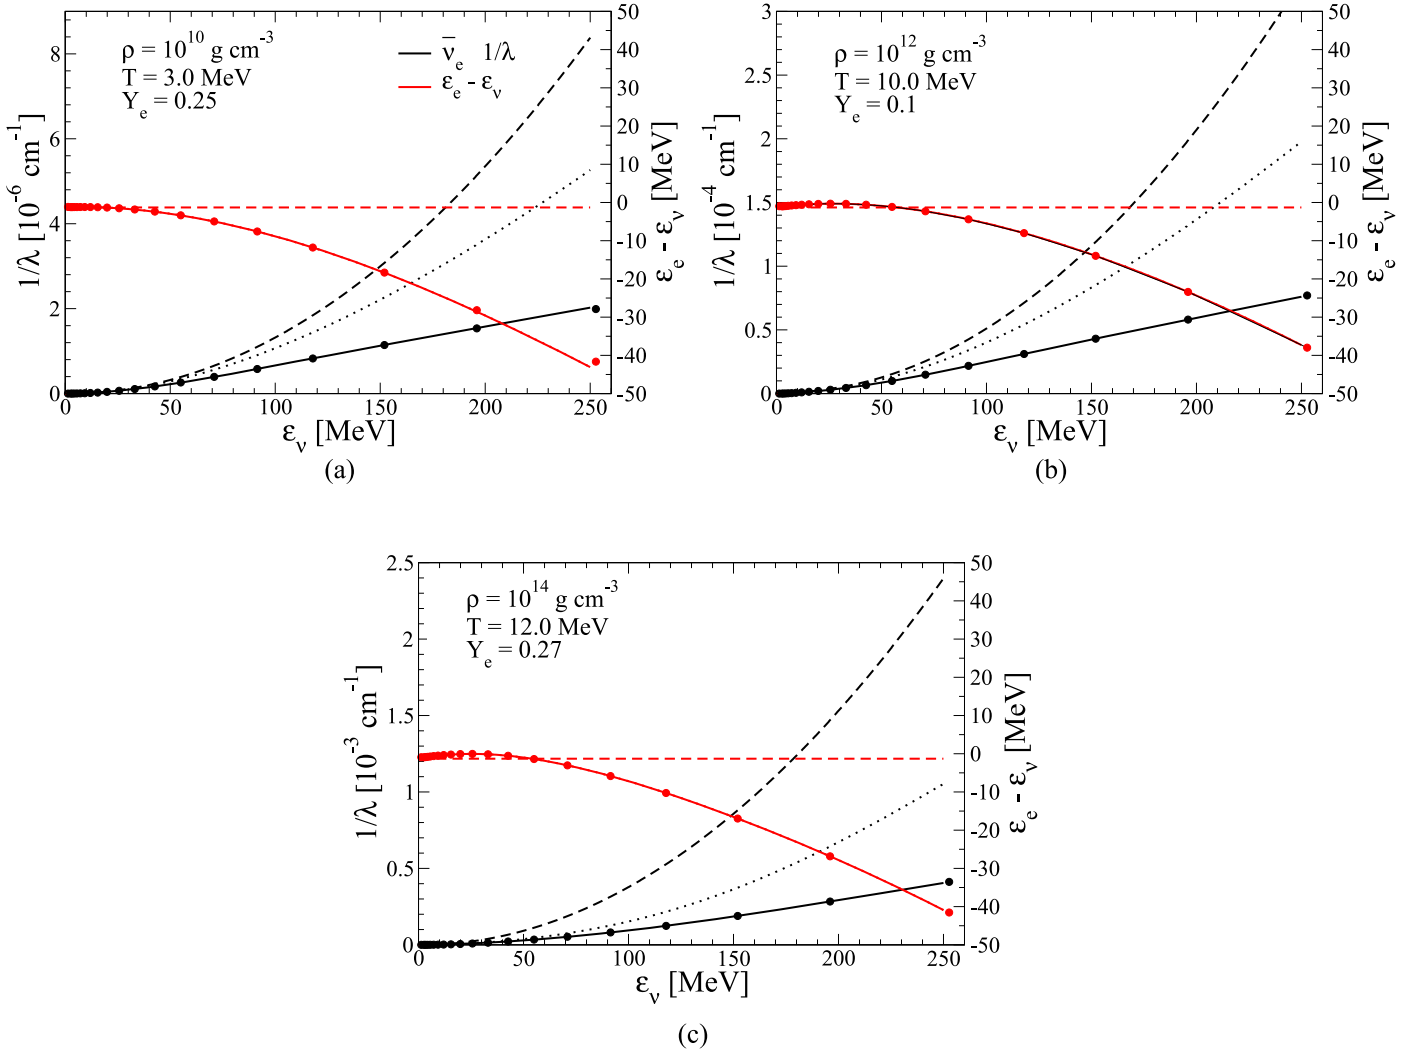 ρ = 10^10 g cm^-3
T = 3.0 MeV
Y_e = 0.25
ν̅_e 1/λ
ε_e - ε_ν
1/λ [10^-6 cm^-1]
8
6
4
2
0
0 50 100 150 200 250
ε_ν [MeV]
50
40
30
20
10
0
-10
-20
-30
-40
-50
ε_e - ε_ν [MeV]
(a)
ρ = 10^12 g cm^-3
T = 10.0 MeV
Y_e = 0.1
1/λ [10^-4 cm^-1]
3
2.5
2
1.5
1
0.5
0
0 50 100 150 200 250
ε_ν [MeV]
50
40
30
20
10
0
-10
-20
-30
-40
-50
ε_e - ε_ν [MeV]
(b)
ρ = 10^14 g cm^-3
T = 12.0 MeV
Y_e = 0.27
1/λ [10^-3 cm^-1]
2.5
2
1.5
1
0.5
0
0 50 100 150 200 250
ε_ν [MeV]
50
40
30
20
10
0
-10
-20
-30
-40
-50
ε_e - ε_ν [MeV]
(c)